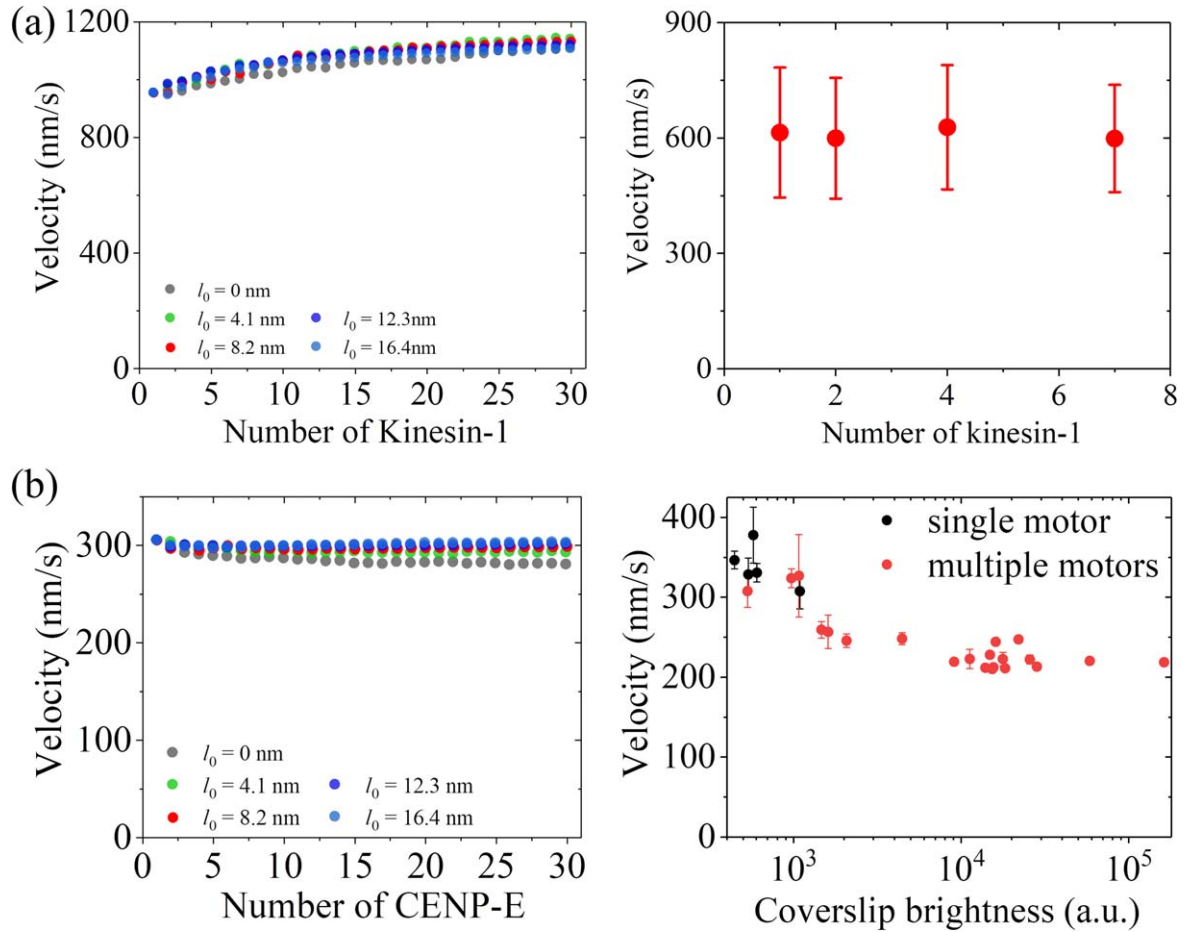 (a)
Velocity (nm/s)
1200
800
400
0
l₀ = 0 nm
l₀ = 4.1 nm
l₀ = 12.3nm
l₀ = 8.2 nm
l₀ = 16.4nm
0 5 10 15 20 25 30
Number of Kinesin-1
Velocity (nm/s)
900
600
300
0
0 2 4 6 8
Number of kinesin-1
(b)
Velocity (nm/s)
300
200
100
0
l₀ = 0 nm
l₀ = 4.1 nm
l₀ = 12.3 nm
l₀ = 8.2 nm
l₀ = 16.4 nm
0 5 10 15 20 25 30
Number of CENP-E
Velocity (nm/s)
400
300
200
100
0
single motor
multiple motors
10³ 10⁴ 10⁵
Coverslip brightness (a.u.)